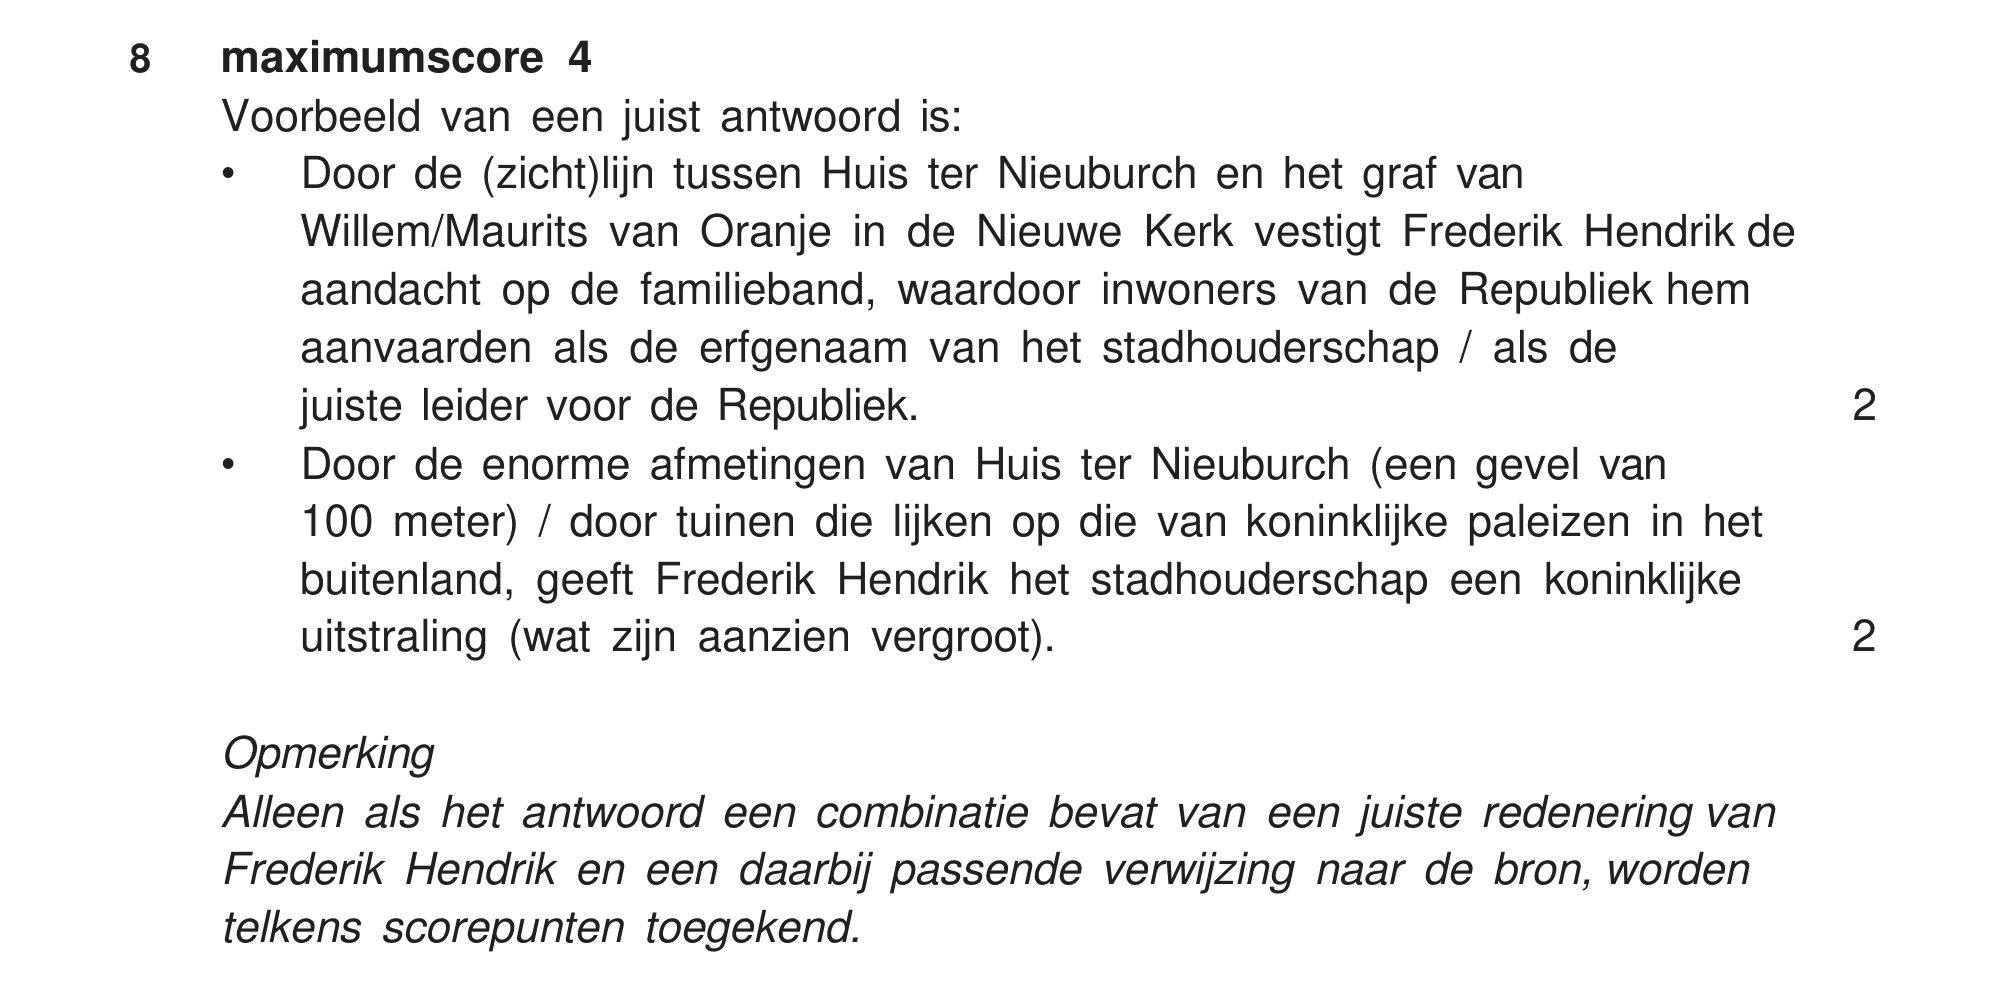 8 maximumscore 4
Voorbeeld van een juist antwoord is:
• Door de (zicht)lijn tussen Huis ter Nieuburch en het graf van
Willem/Maurits van Oranje in de Nieuwe Kerk vestigt Frederik Hendrik de
aandacht op de familieband, waardoor inwoners van de Republiek hem
aanvaarden als de erfgenaam van het stadhouderschap / als de
juiste leider voor de Republiek. 2
• Door de enorme afmetingen van Huis ter Nieuburch (een gevel van
100 meter) / door tuinen die lijken op die van koninklijke paleizen in het
buitenland, geeft Frederik Hendrik het stadhouderschap een koninklijke
uitstraling (wat zijn aanzien vergroot). 2
Opmerking
Alleen als het antwoord een combinatie bevat van een juiste redenering van
Frederik Hendrik en een daarbij passende verwijzing naar de bron, worden
telkens scorepunten toegekend.